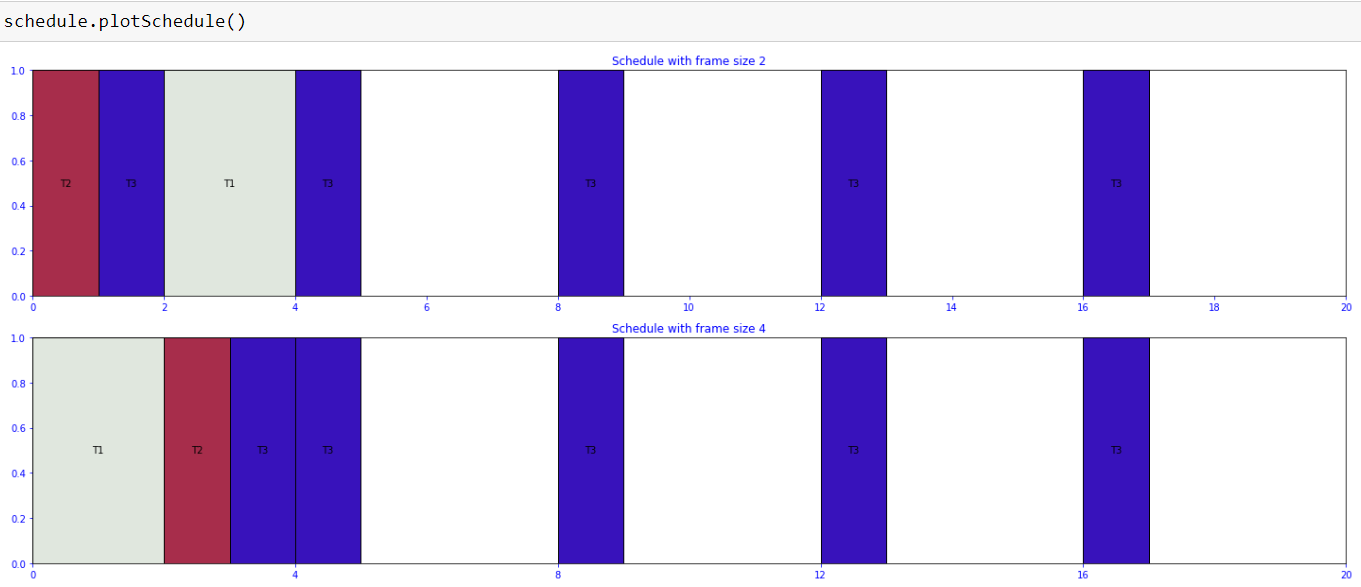 schedule.plotSchedule()
Schedule with frame size 2
1.0
0.8
0.6
0.4
0.2
0.0
T2 T3 T1 T3 T3 T3 T3
0 2 4 6 8 10 12 14 16 18 20
Schedule with frame size 4
1.0
0.8
0.6
0.4
0.2
0.0
T1 T2 T3 T3 T3 T3 T3
0 4 8 12 16 20